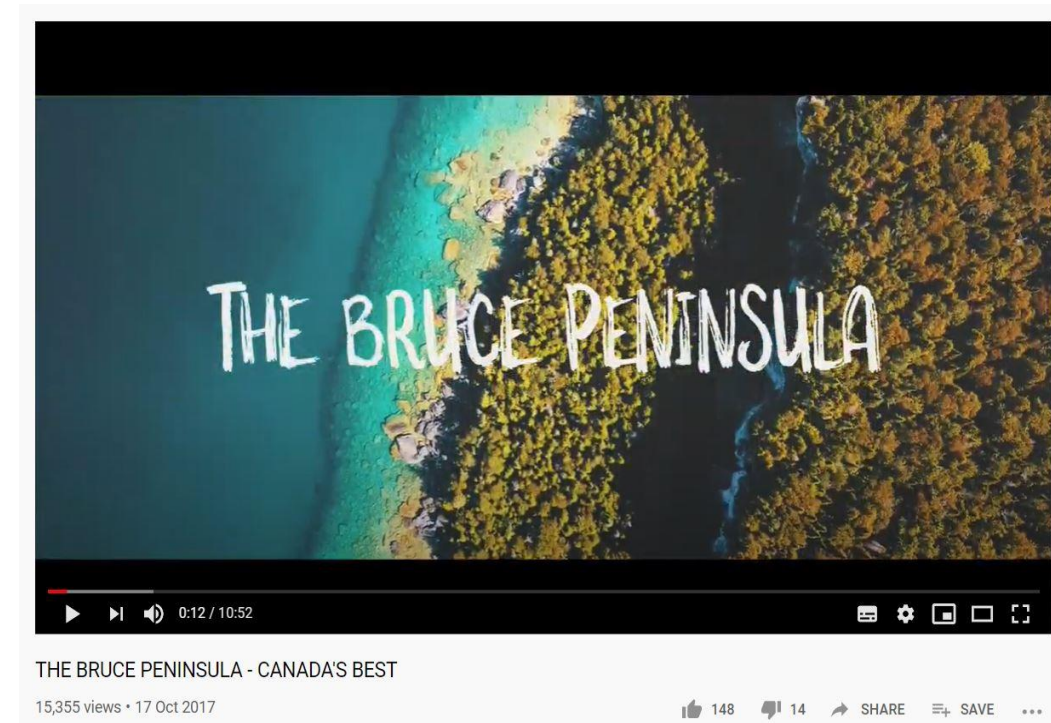 THE BRUCE PENINSULA
0:12 / 10:52
THE BRUCE PENINSULA - CANADA'S BEST
15,355 views • 17 Oct 2017
148 14 SHARE SAVE